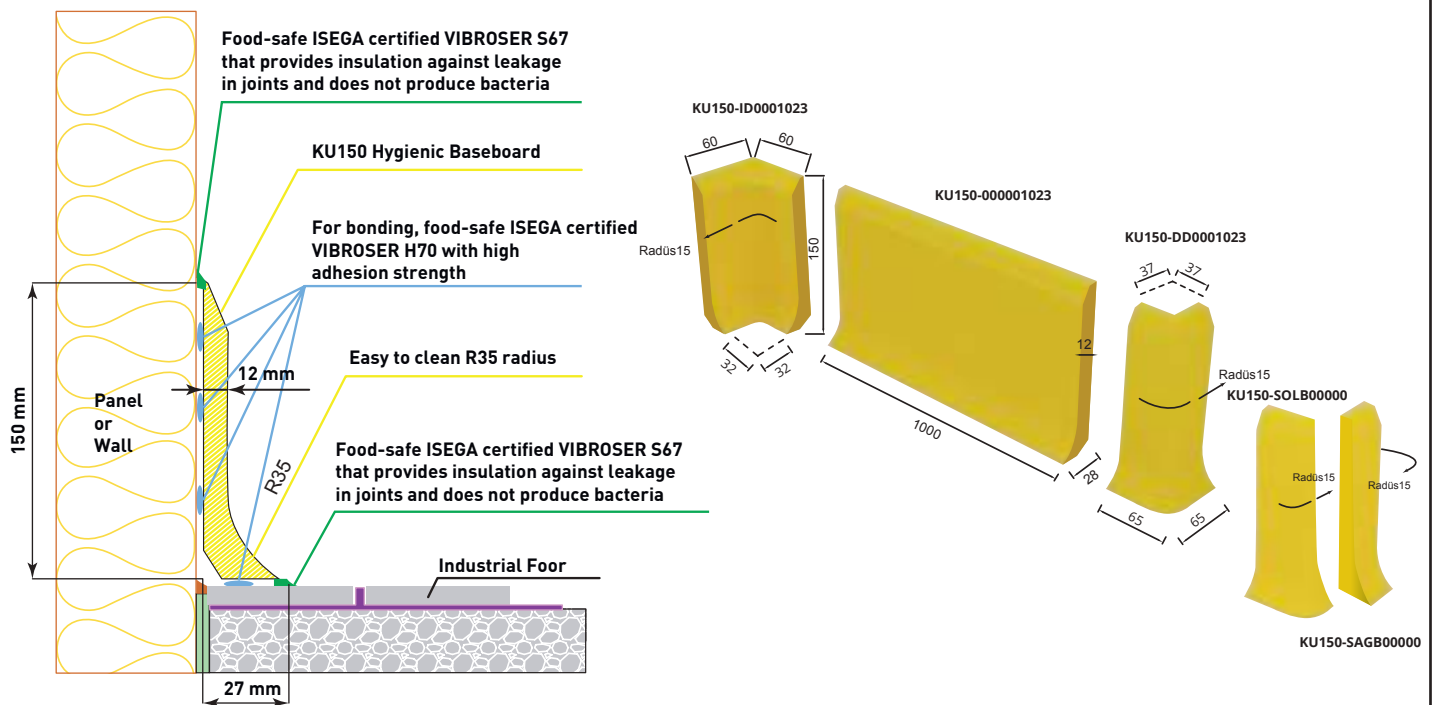 Food-safe ISEGA certified VIBROSER S67
that provides insulation against leakage
in joints and does not produce bacteria
KU150 Hygienic Baseboard
For bonding, food-safe ISEGA certified
VIBROSER H70 with high
adhesion strength
Easy to clean R35 radius
12 mm
150 mm
Panel
or
Wall
R35
Food-safe ISEGA certified VIBROSER S67
that provides insulation against leakage
in joints and does not produce bacteria
Industrial Foor
27 mm
KU150-ID0001023
60
60
Radüs15
150
32
32
KU150-000001023
12
1000
28
KU150-DD0001023
37
37
Radüs15
65
65
KU150-SOLB00000
Radüs15
Radüs15
KU150-SAGB00000